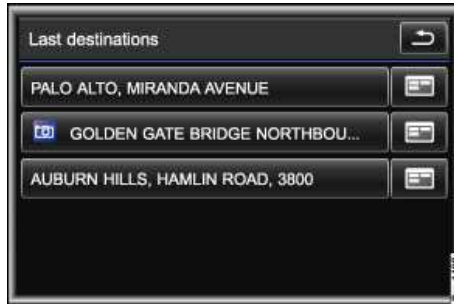 Last destinations
PALO ALTO, MIRANDA AVENUE
GOLDEN GATE BRIDGE NORTHBOU...
AUBURN HILLS, HAMLIN ROAD, 3800